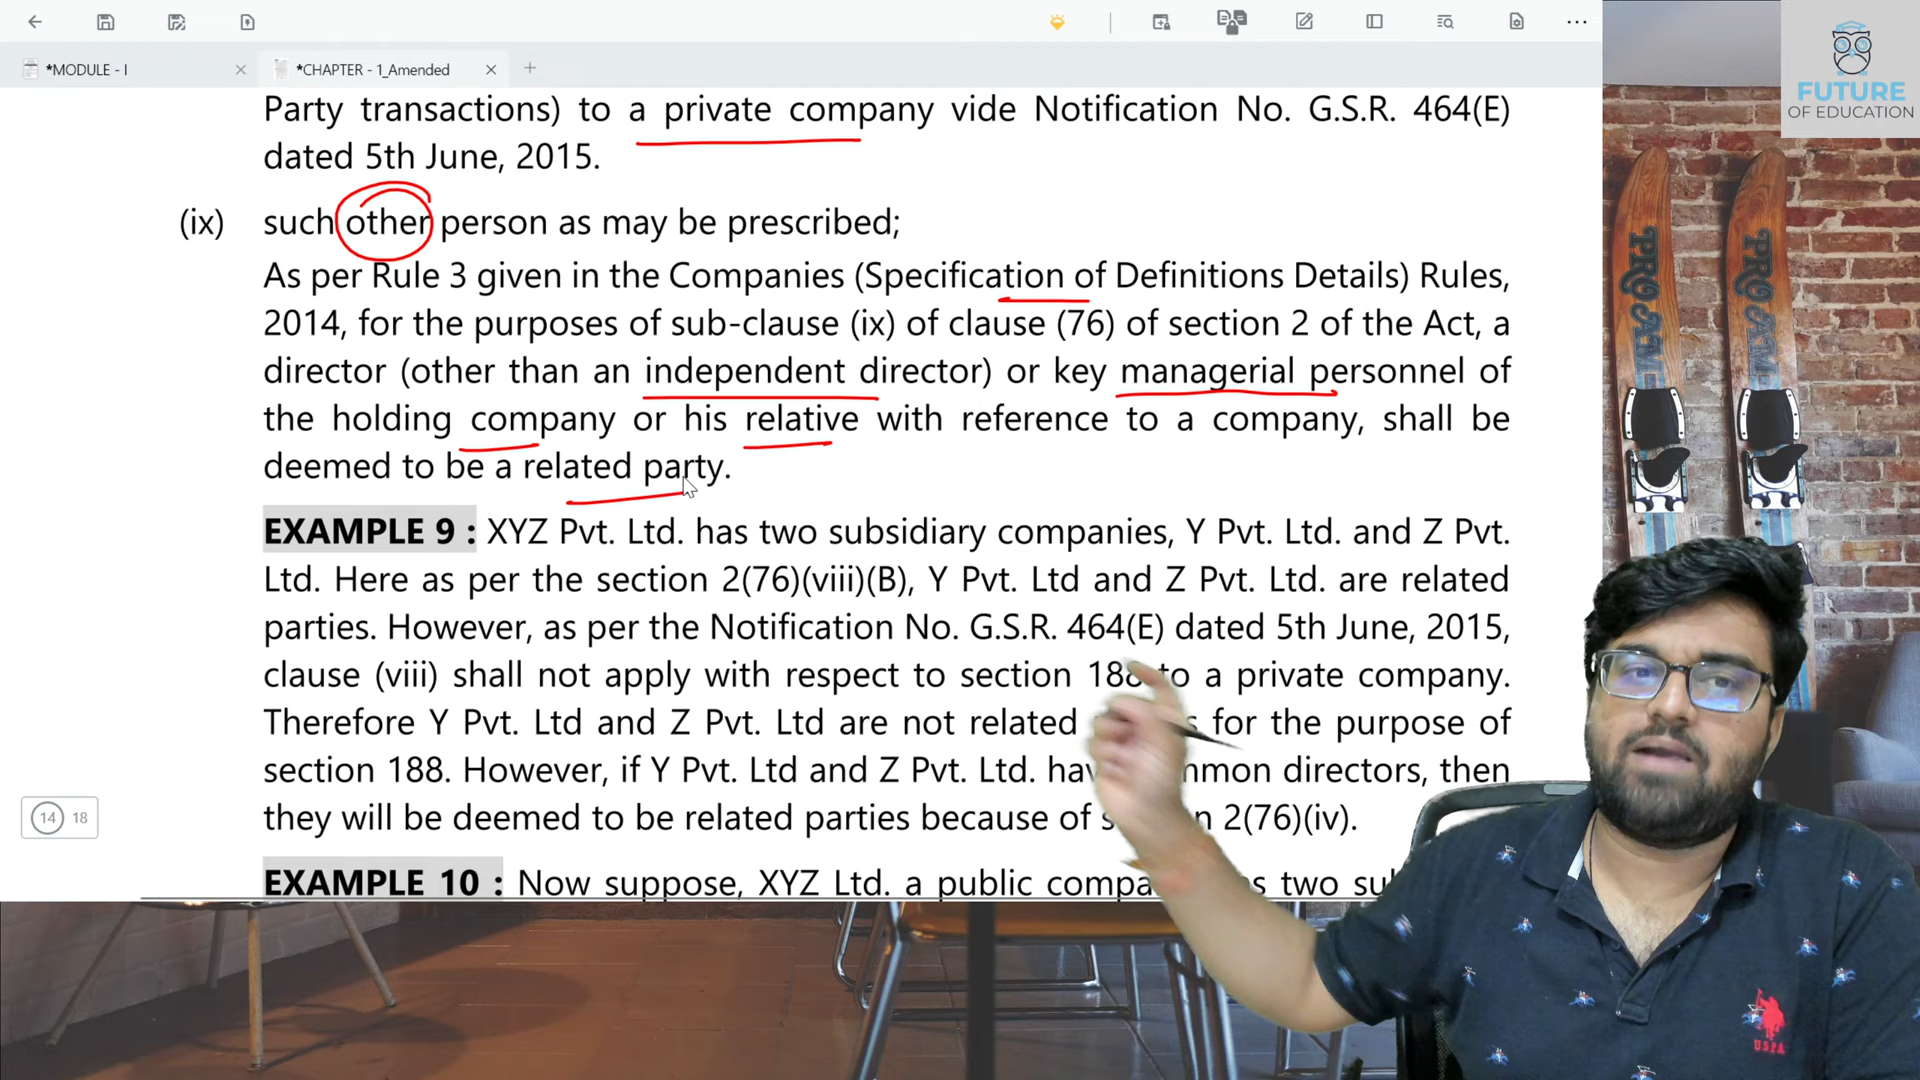 *MODULE - I
*CHAPTER - 1_Amended
FUTURE
OF EDUCATION
Party transactions) to a private company vide Notification No. G.S.R. 464(E)
dated 5th June, 2015.
(ix) such other person as may be prescribed;
As per Rule 3 given in the Companies (Specification of Definitions Details) Rules,
2014, for the purposes of sub-clause (ix) of clause (76) of section 2 of the Act, a
director (other than an independent director) or key managerial personnel of
the holding company or his relative with reference to a company, shall be
deemed to be a related party.
EXAMPLE 9 : XYZ Pvt. Ltd. has two subsidiary companies, Y Pvt. Ltd. and Z Pvt.
Ltd. Here as per the section 2(76)(viii)(B), Y Pvt. Ltd and Z Pvt. Ltd. are related
parties. However, as per the Notification No. G.S.R. 464(E) dated 5th June, 2015,
clause (viii) shall not apply with respect to section 188 to a private company.
Therefore Y Pvt. Ltd and Z Pvt. Ltd are not related for the purpose of
section 188. However, if Y Pvt. Ltd and Z Pvt. Ltd. directors, then
they will be deemed to be related parties because of 2(76)(iv).
14 18
EXAMPLE 10 : Now suppose, XYZ Ltd. a public two
PRO AM
PRO AM
USPA